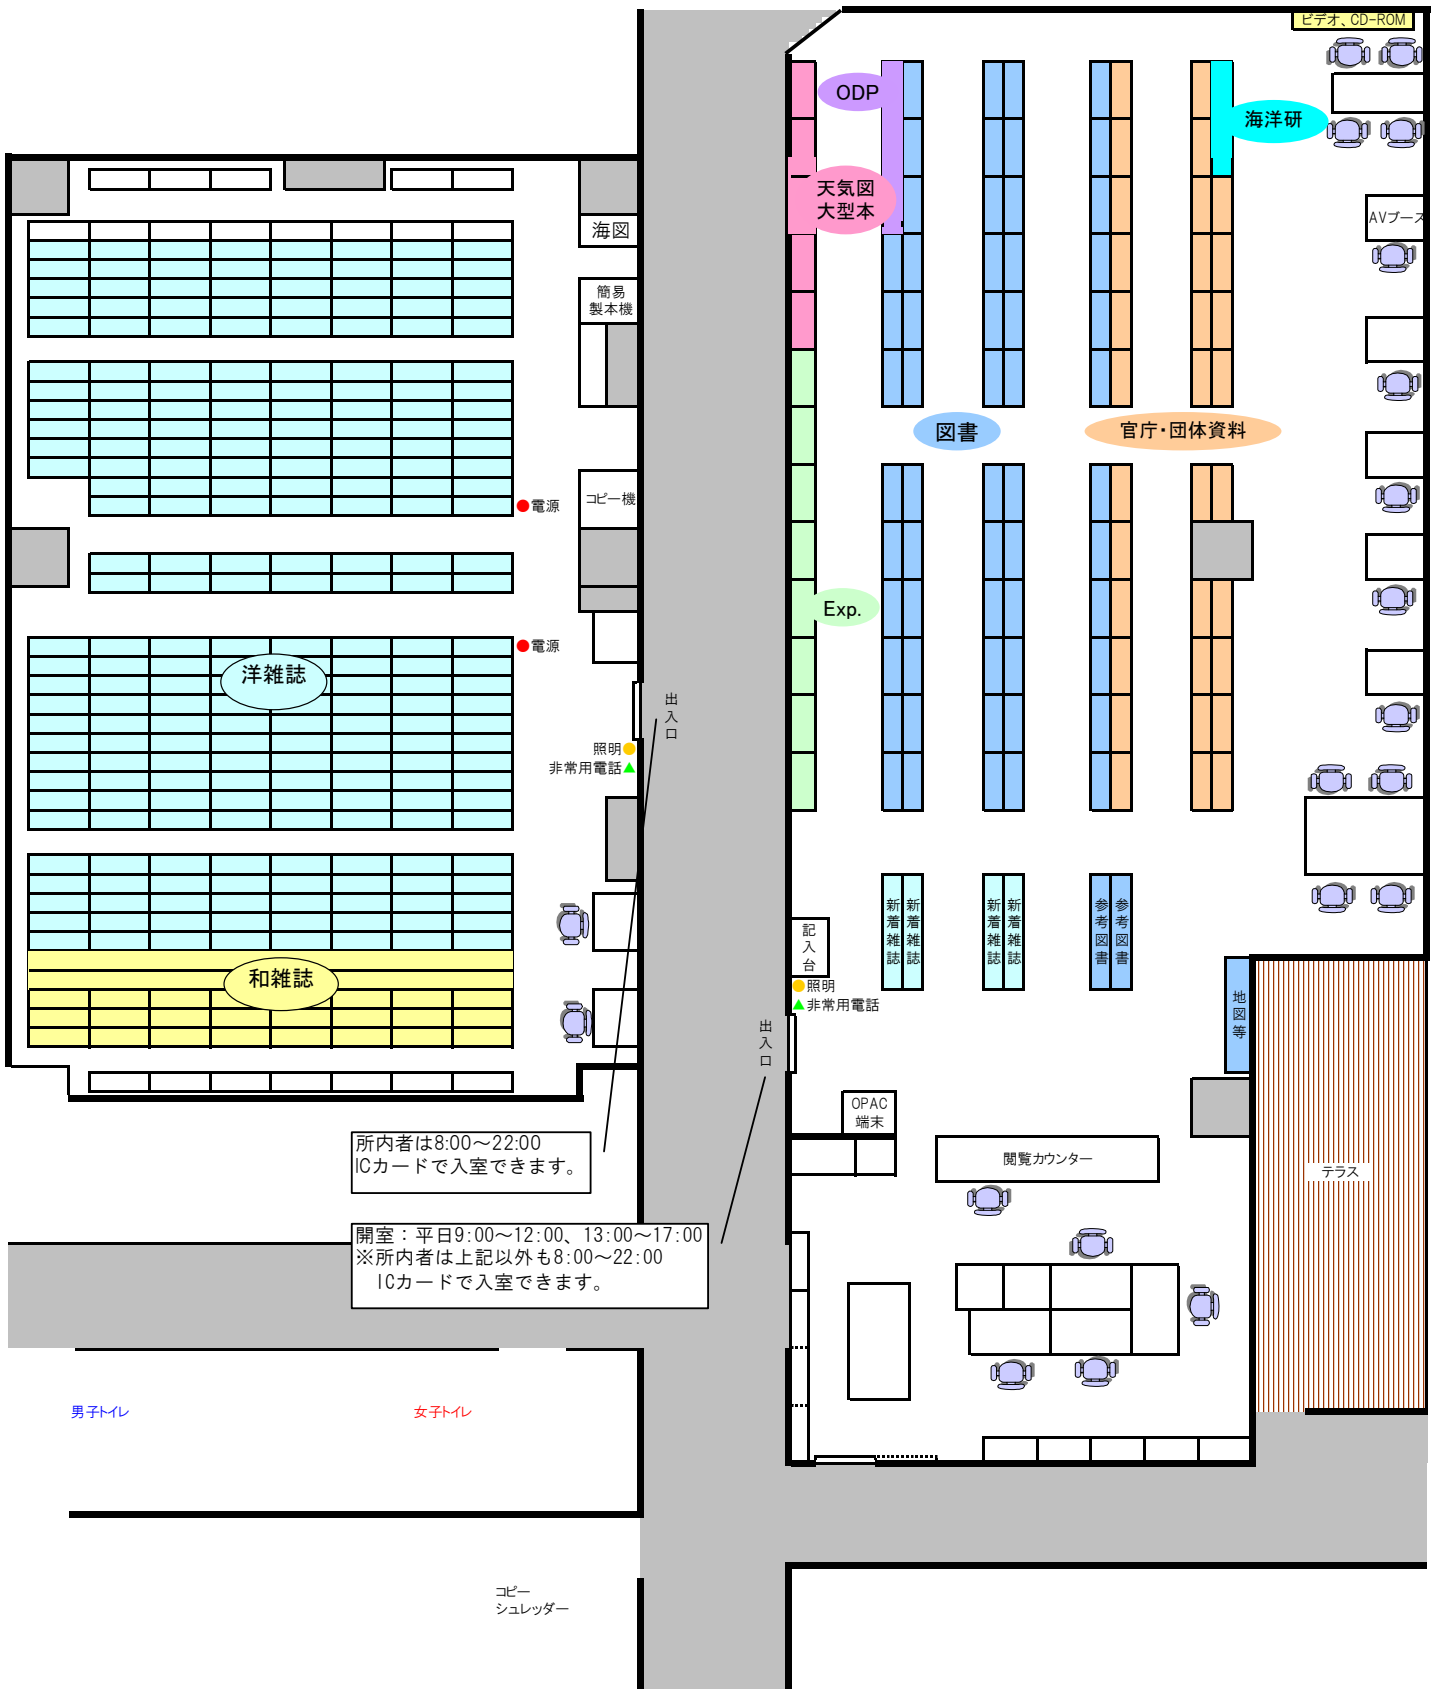 ビデオ、CD-ROM
ODP
海洋研
天気図
大型本
AVブース
海図
簡易
製本機
図書
官庁・団体資料
コピー機
●電源
Exp.
●電源
洋雑誌
出入口
照明●
非常用電話▲
新着雑誌
新着雑誌
新着雑誌
新着雑誌
参考図書
参考図書
記入台
和雑誌
●照明
▲非常用電話
地図等
出入口
OPAC
端末
所内者は8:00～22:00
ICカードで入室できます。
閲覧カウンター
テラス
開室：平日9:00～12:00、13:00～17:00
※所内者は上記以外も8:00～22:00
ICカードで入室できます。
男子トイレ
女子トイレ
コピー
シュレッダー